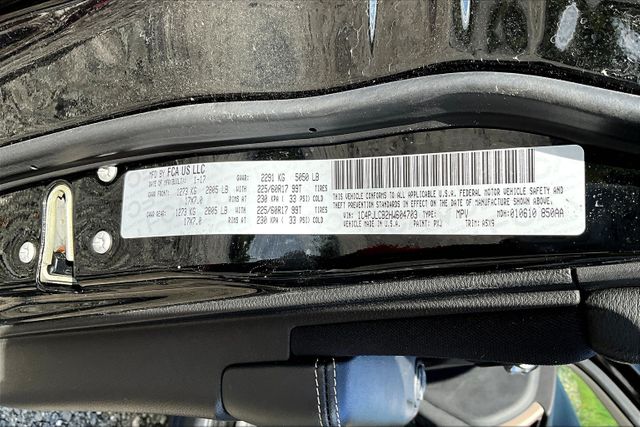 MFD BY FCA US LLC
DATE OF MFR (BUILT): 1-17
GVWR: 2291 KG 5050 LB
GAWR FRONT: 1273 KG 2805 LB WITH 225/60R17 99T TIRES
17X7.0 RIMS AT 230 KPA ( 33 PSI) COLD
GAWR REAR: 1273 KG 2805 LB WITH 225/60R17 99T TIRES
17X7.0 RIMS AT 230 KPA ( 33 PSI) COLD
THIS VEHICLE CONFORMS TO ALL APPLICABLE U.S.A. FEDERAL MOTOR VEHICLE SAFETY AND
THEFT PREVENTION STANDARDS IN EFFECT ON THE DATE OF MANUFACTURE SHOWN ABOVE.
VIN: 1C4PJLCB2HW604703 TYPE: MPV MDH: 010610 850AA
VEHICLE MADE IN U.S.A. PAINT: PXJ TRIM: A5X9